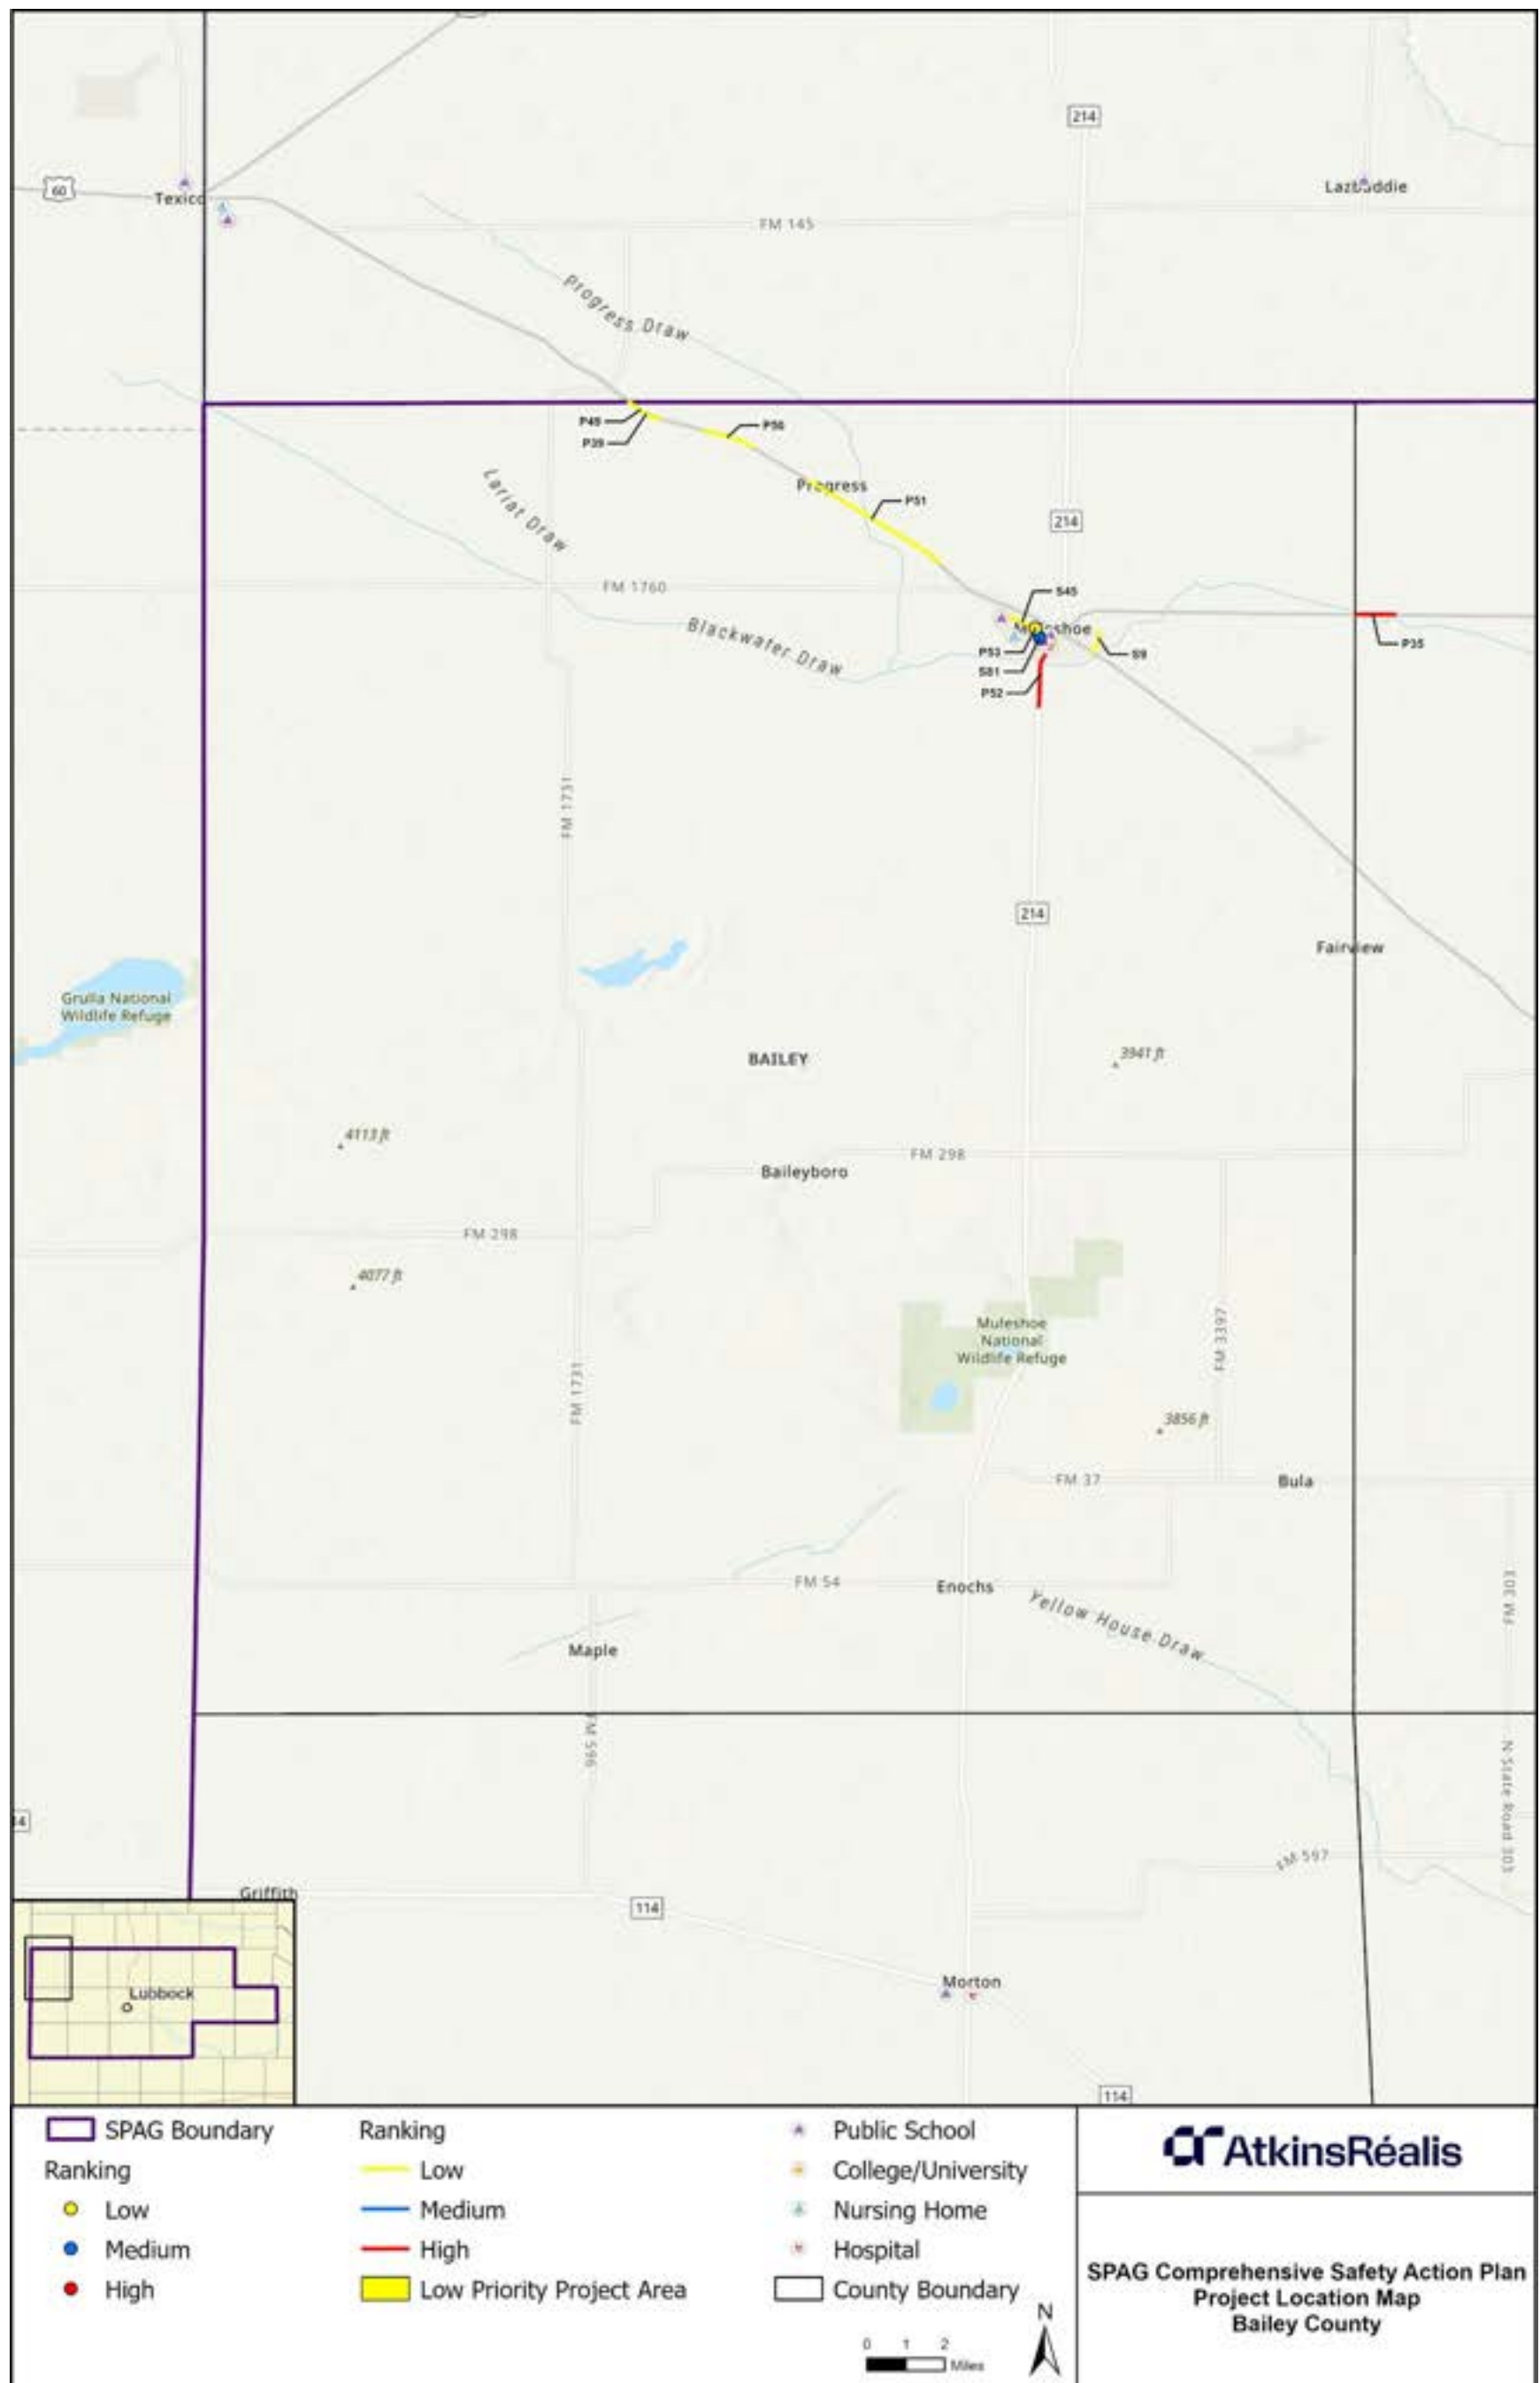 214
60
Texico
Lazbuddie
FM 145
Progress Draw
P49
P39
P50
Lariat Draw
Progress
P51
214
FM 1760
S45
Muleshoe
Blackwater Draw
P53
S9
P35
S81
P52
FM 1731
214
Fairview
Grulla National
Wildlife Refuge
BAILEY
3941 ft
4113 ft
FM 298
Baileyboro
FM 298
4077 ft
Muleshoe
National
Wildlife Refuge
FM 3397
FM 1731
3856 ft
FM 37
Bula
FM 54
Enochs
Yellow House Draw
FM 303
Maple
FM 596
N State Road 303
14
FM 597
Griffith
114
Morton
Lubbock
114
SPAG Boundary
Ranking
Low
Medium
High
Ranking
Low
Medium
High
Low Priority Project Area
Public School
College/University
Nursing Home
Hospital
County Boundary
0 1 2
Miles
N
AtkinsRéalis
SPAG Comprehensive Safety Action Plan
Project Location Map
Bailey County